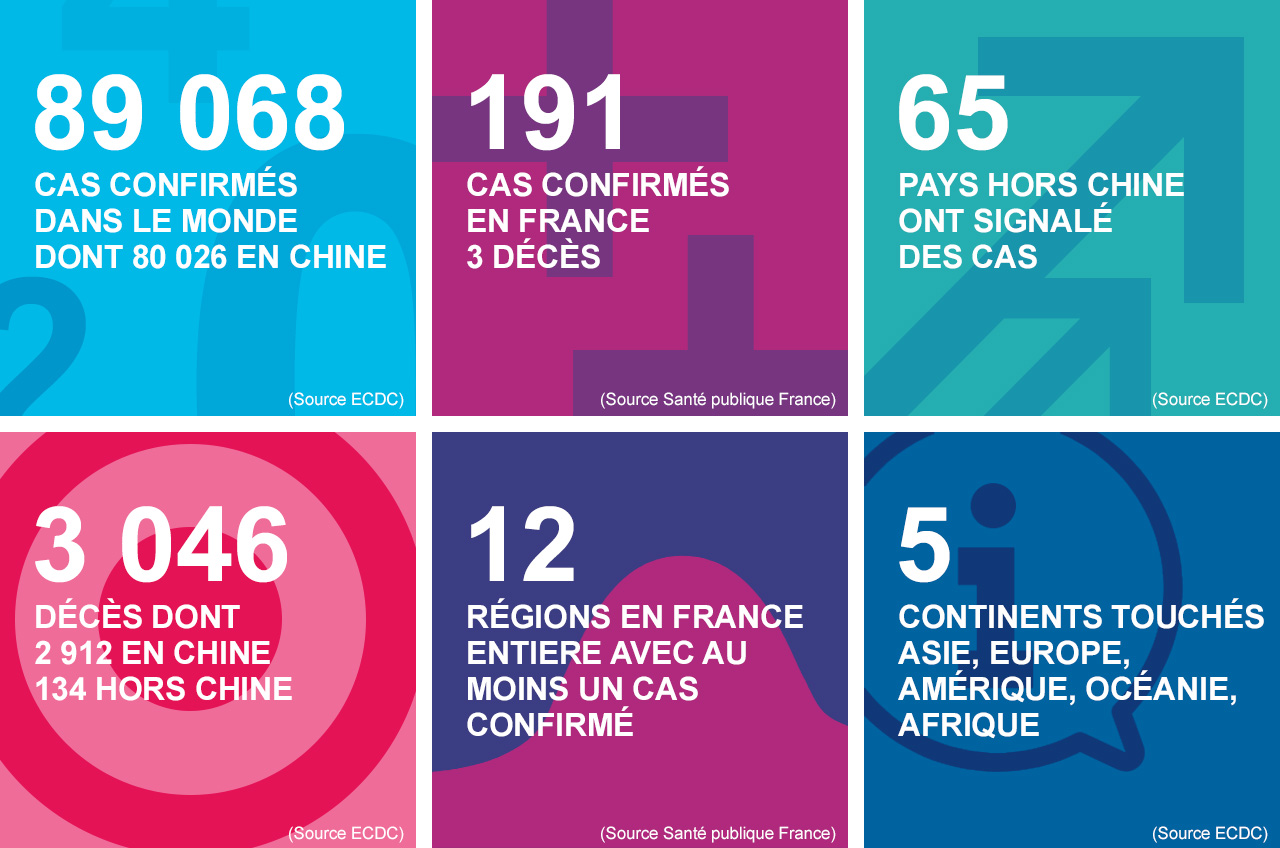 89 068
CAS CONFIRMÉS
DANS LE MONDE
DONT 80 026 EN CHINE
(Source ECDC)
191
CAS CONFIRMÉS
EN FRANCE
3 DÉCÈS
(Source Santé publique France)
65
PAYS HORS CHINE
ONT SIGNALÉ
DES CAS
(Source ECDC)
3 046
DÉCÈS DONT
2 912 EN CHINE
134 HORS CHINE
(Source ECDC)
12
RÉGIONS EN FRANCE
ENTIERE AVEC AU
MOINS UN CAS
CONFIRMÉ
(Source Santé publique France)
5
CONTINENTS TOUCHÉS
ASIE, EUROPE,
AMÉRIQUE, OCÉANIE,
AFRIQUE
(Source ECDC)